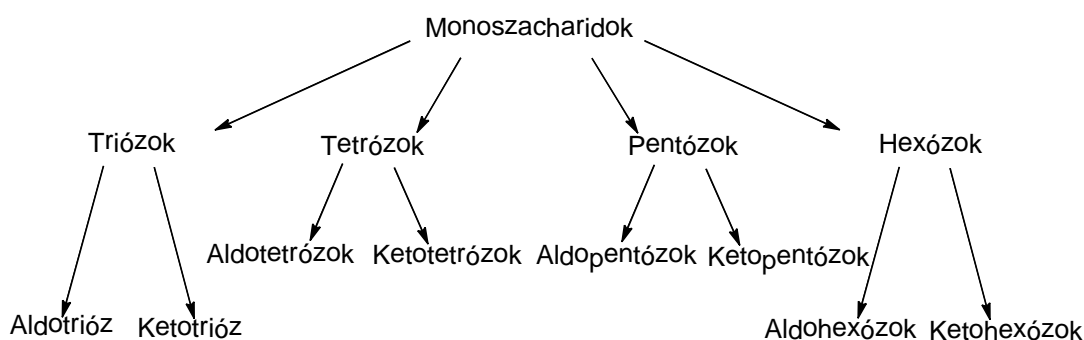 Monoszacharidok
Triózok Tetrózok Pentózok Hexózok
Aldotetrózok Ketotetrózok Aldopentózok Ketopentózok
Aldotrióz Ketotrióz Aldohexózok Ketohexózok